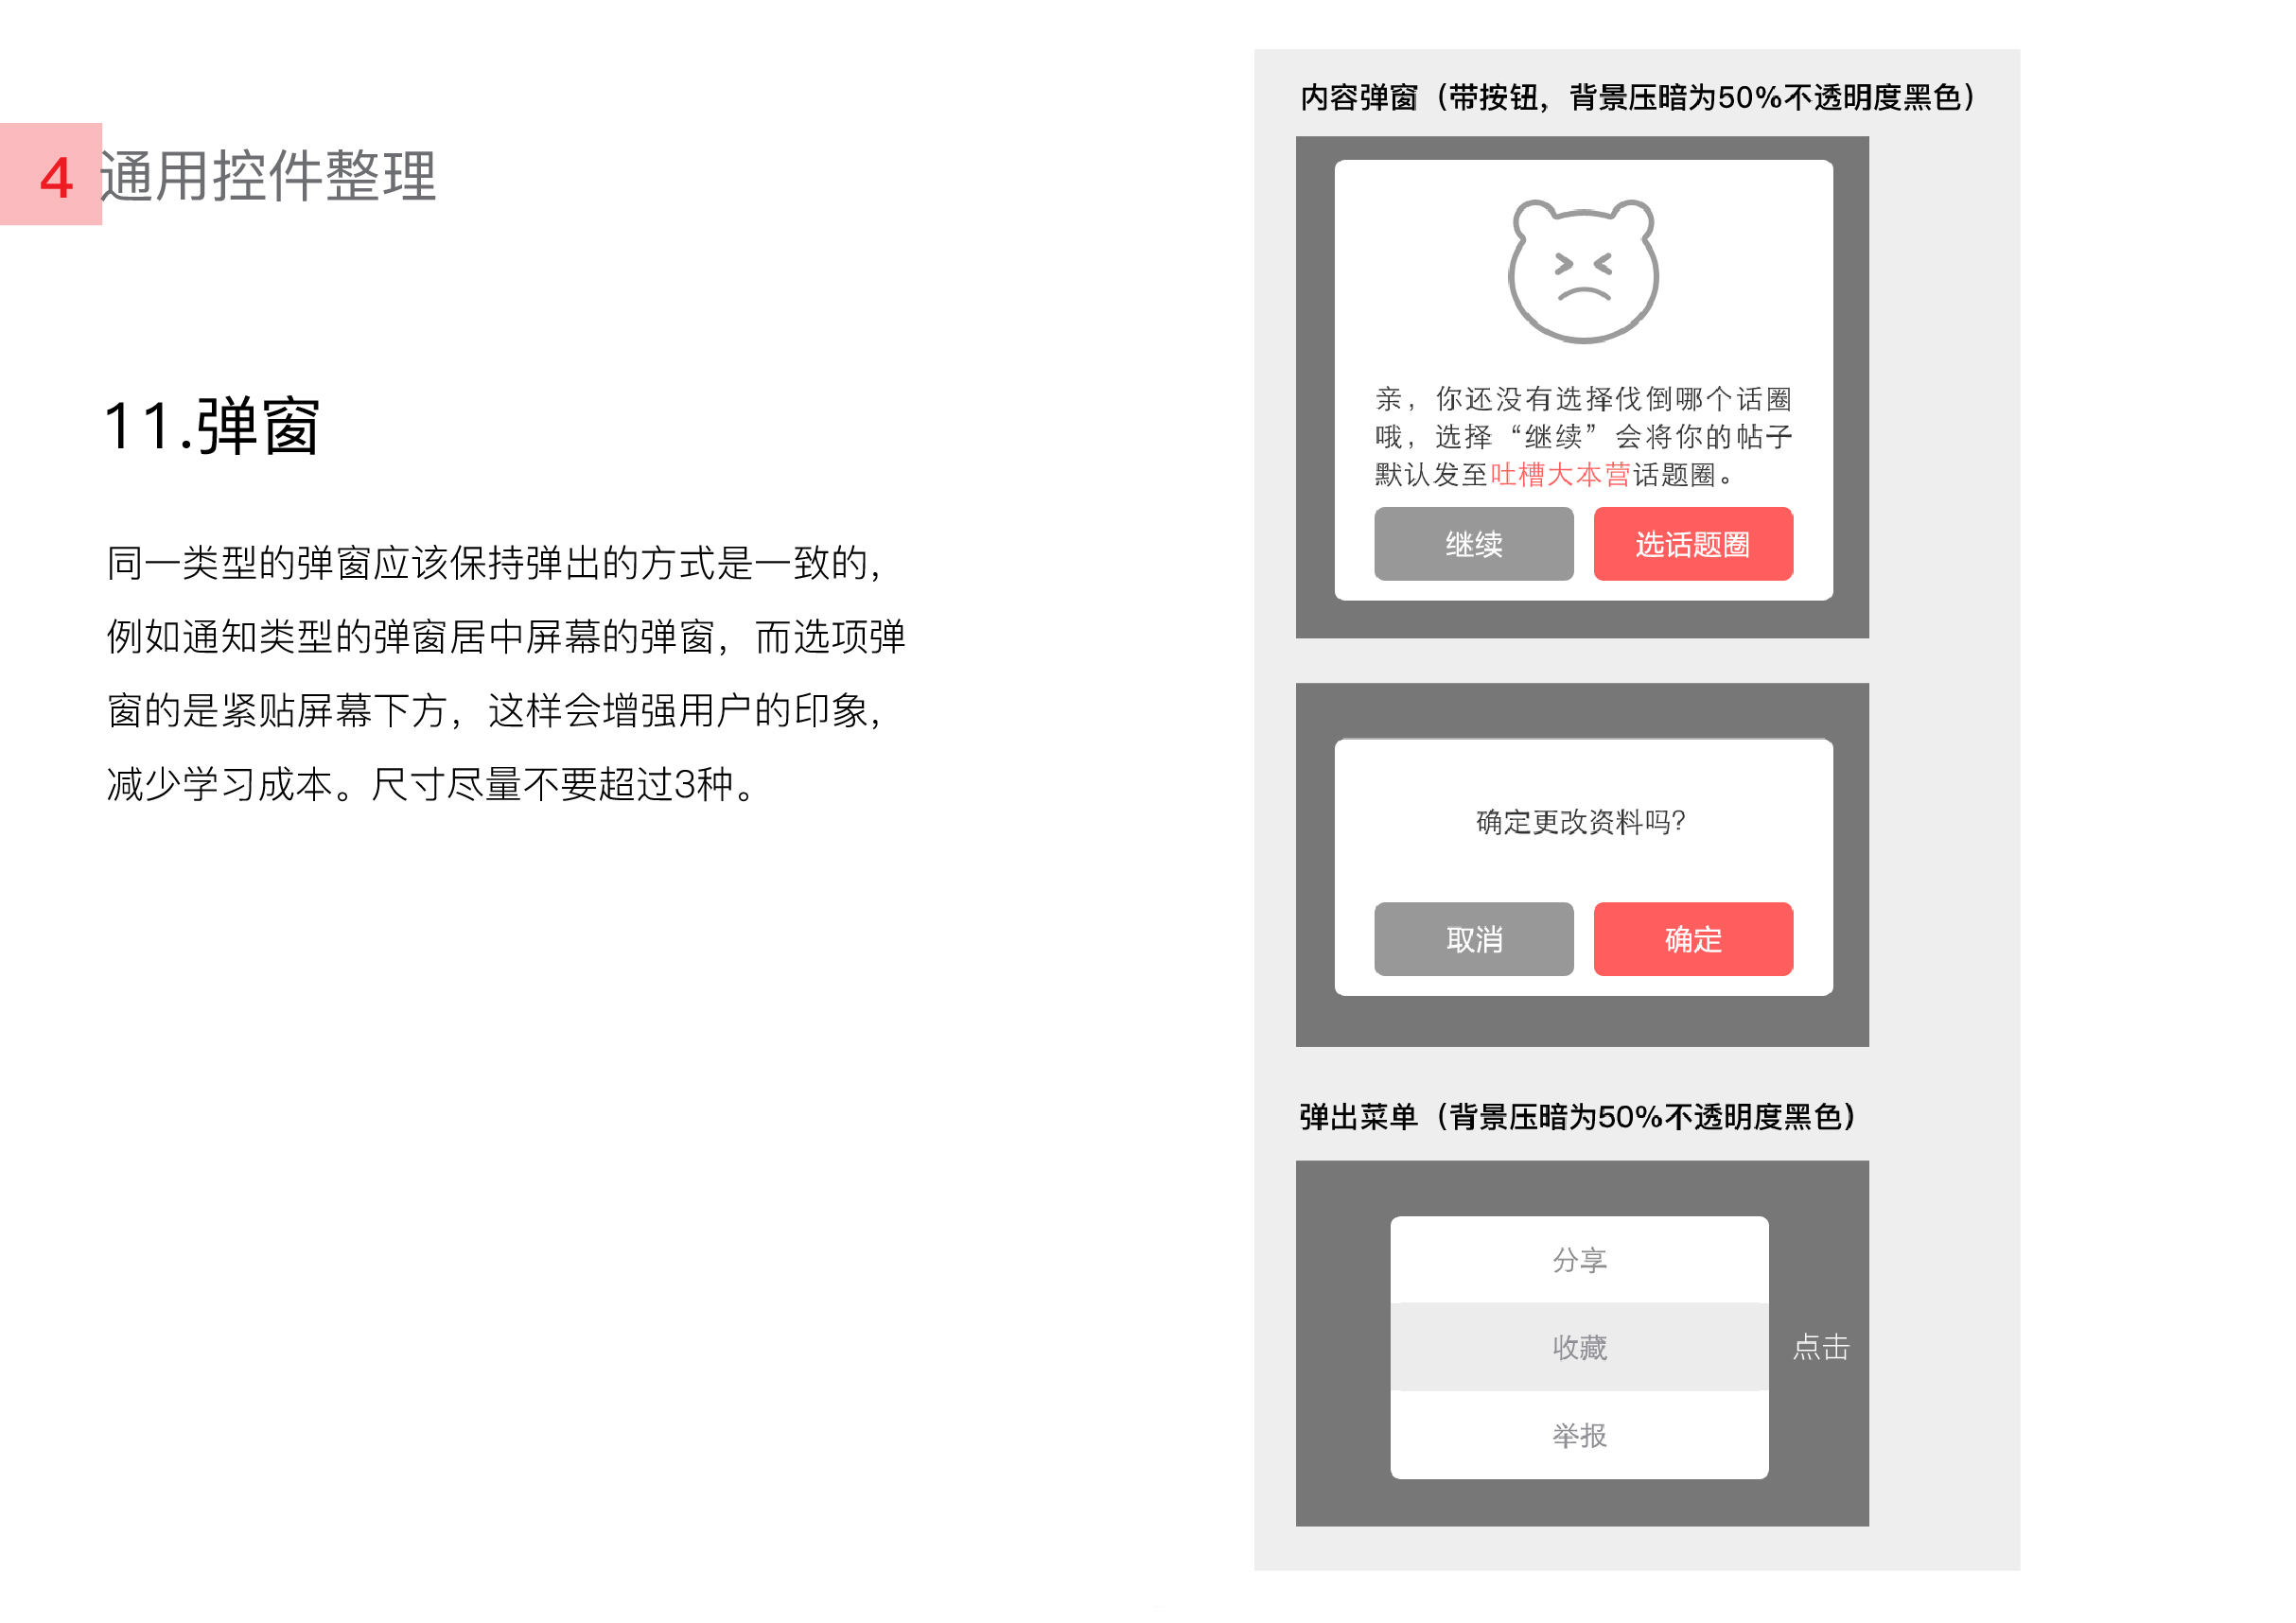 4 通用控件整理
11.弹窗
同一类型的弹窗应该保持弹出的方式是一致的，
例如通知类型的弹窗居中屏幕的弹窗，而选项弹
窗的是紧贴屏幕下方，这样会增强用户的印象，
减少学习成本。尺寸尽量不要超过3种。
内容弹窗（带按钮，背景压暗为50%不透明度黑色）
亲，你还没有选择伐倒哪个话圈
哦，选择“继续”会将你的帖子
默认发至吐槽大本营话题圈。
继续 选话题圈
确定更改资料吗？
取消 确定
弹出菜单（背景压暗为50%不透明度黑色）
分享
收藏 点击
举报